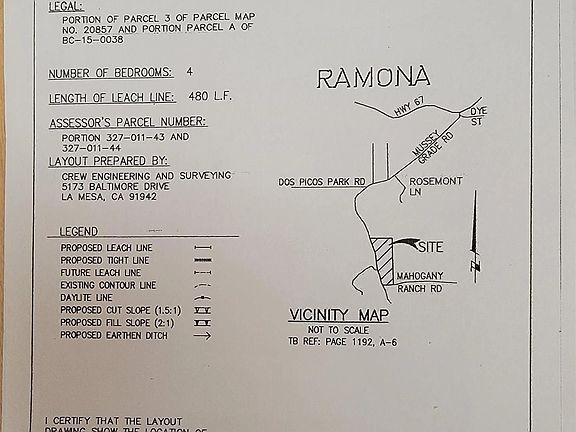 LEGAL:
PORTION OF PARCEL 3 OF PARCEL MAP
NO. 20857 AND PORTION PARCEL A OF
BC-15-0038
NUMBER OF BEDROOMS: 4
LENGTH OF LEACH LINE: 480 L.F.
ASSESSOR'S PARCEL NUMBER:
PORTION 327-011-43 AND
327-011-44
LAYOUT PREPARED BY:
CREW ENGINEERING AND SURVEYING
5173 BALTIMORE DRIVE
LA MESA, CA 91942
LEGEND
PROPOSED LEACH LINE
PROPOSED TIGHT LINE
FUTURE LEACH LINE
EXISTING CONTOUR LINE
DAYLITE LINE
PROPOSED CUT SLOPE (1.5:1)
PROPOSED FILL SLOPE (2:1)
PROPOSED EARTHEN DITCH
I CERTIFY THAT THE LAYOUT
DRAWING SHOW THE LOCATION OF
RAMONA
HWY 67
DYE
ST
MUSSEY
GRADE RD
DOS PICOS PARK RD
ROSEMONT
LN
SITE
MAHOGANY
RANCH RD
VICINITY MAP
NOT TO SCALE
TB REF: PAGE 1192, A-6